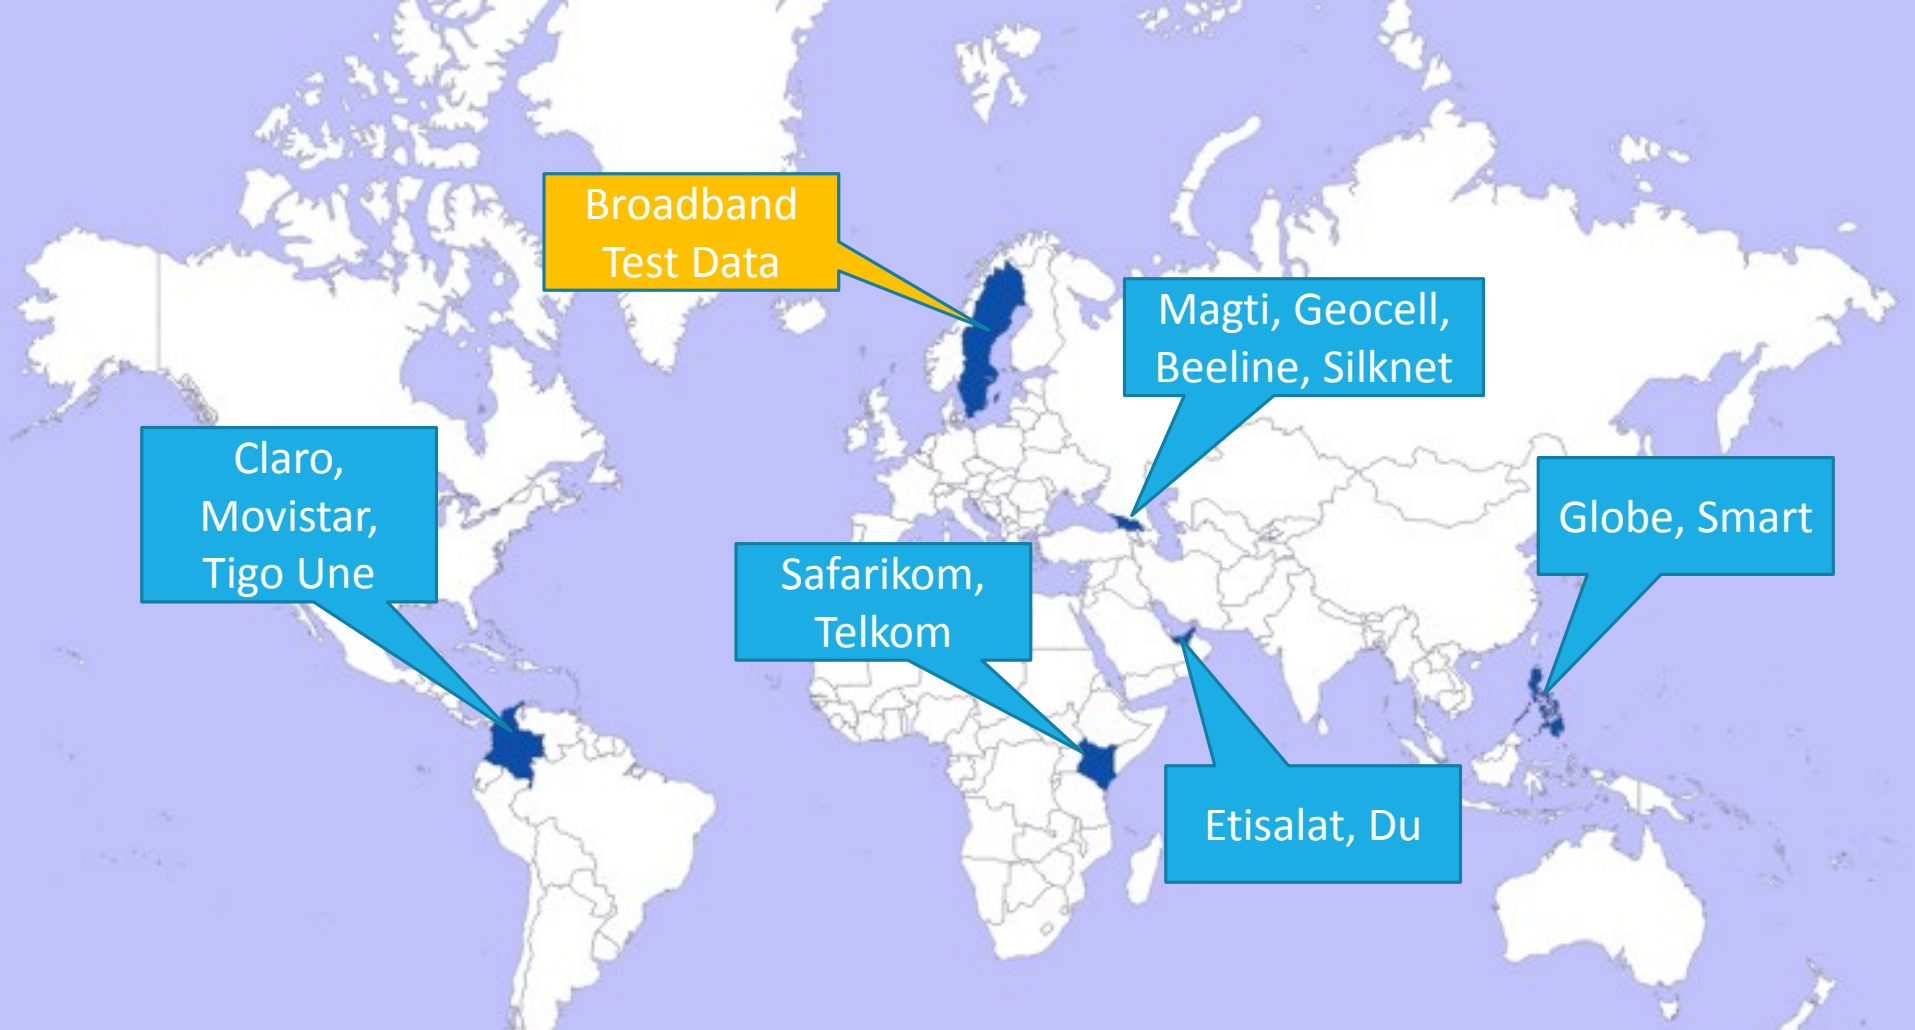 Broadband
Test Data
Magti, Geocell,
Beeline, Silknet
Claro,
Movistar,
Tigo Une
Globe, Smart
Safarikom,
Telkom
Etisalat, Du